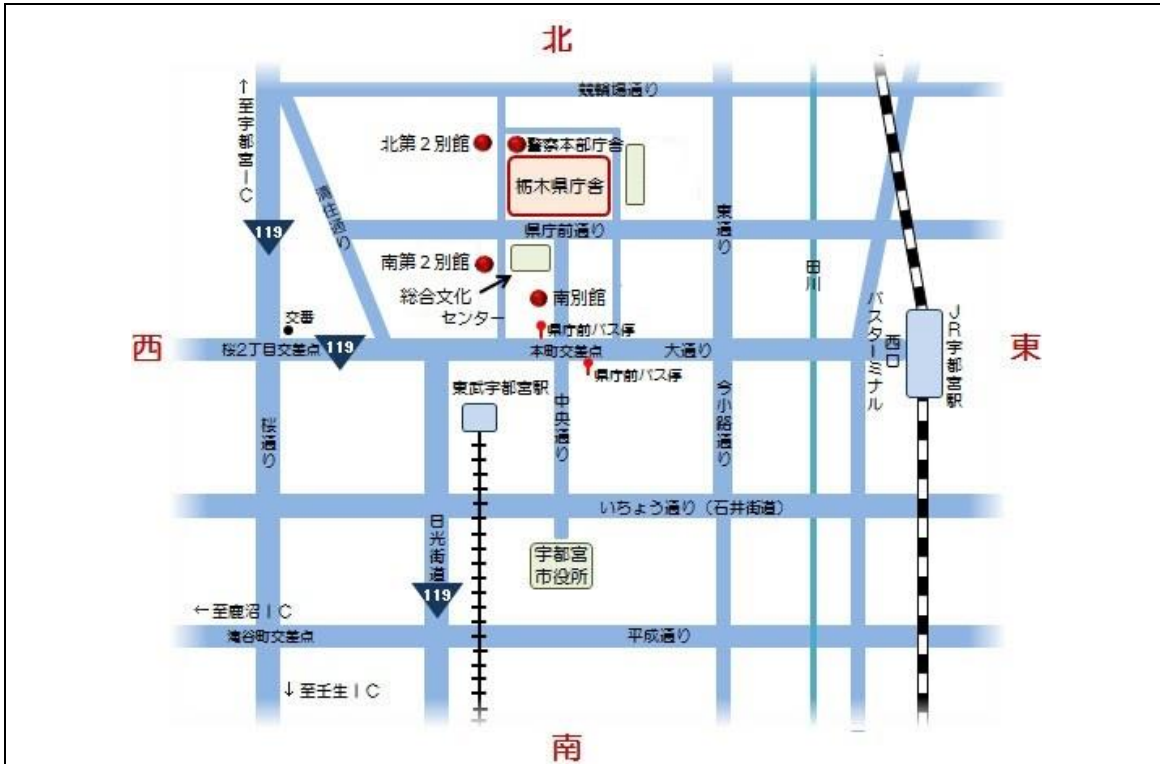 北
競輪場通り
↑至宇都宮IC
北第2別館
警察本部庁舎
栃木県庁舎
清住通り
119
県庁前通り
東通り
田川
南第2別館
総合文化
センター
南別館
交番
県庁前バス停
西
桜2丁目交差点
119
本町交差点
大通り
県庁前バス停
西口
バスターミナル
JR宇都宮駅
東
東武宇都宮駅
桜通り
中央通り
今小路通り
いちょう通り(石井街道)
日光街道
119
宇都宮
市役所
←至鹿沼IC
滝谷町交差点
平成通り
↓至壬生IC
南